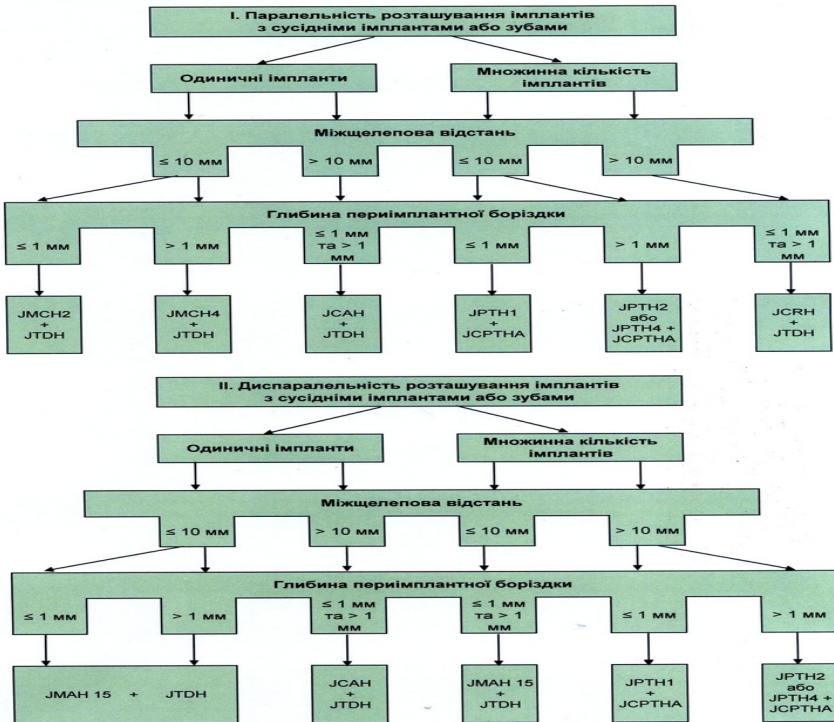 I. Паралельність розташування імплантів
з сусідніми імплантами або зубами
Одиничні імпланти
Множинна кількість
імплантів
Міжщелепова відстань
≤ 10 мм
> 10 мм
≤ 10 мм
> 10 мм
Глибина периімплантної боріздки
≤ 1 мм
> 1 мм
≤ 1 мм
та > 1
мм
≤ 1 мм
> 1 мм
≤ 1 мм
та > 1
мм
JMCH2
+
JTDH
JMCH4
+
JTDH
JCAH
+
JTDH
JPTH1
+
JCPTHA
JPTH2
або
JPTH4 +
JCPTHA
JCRH
+
JTDH
II. Диспаралельність розташування імплантів
з сусідніми імплантами або зубами
Одиничні імпланти
Множинна кількість
імплантів
Міжщелепова відстань
≤ 10 мм
> 10 мм
≤ 10 мм
> 10 мм
Глибина периімплантної боріздки
≤ 1 мм
> 1 мм
≤ 1 мм
та > 1
мм
≤ 1 мм
та > 1
мм
≤ 1 мм
> 1 мм
JMAH 15 + JTDH
JCAH
+
JTDH
JMAH 15
+
JTDH
JPTH1
+
JCPTHA
JPTH2
або
JPTH4 +
JCPTHA